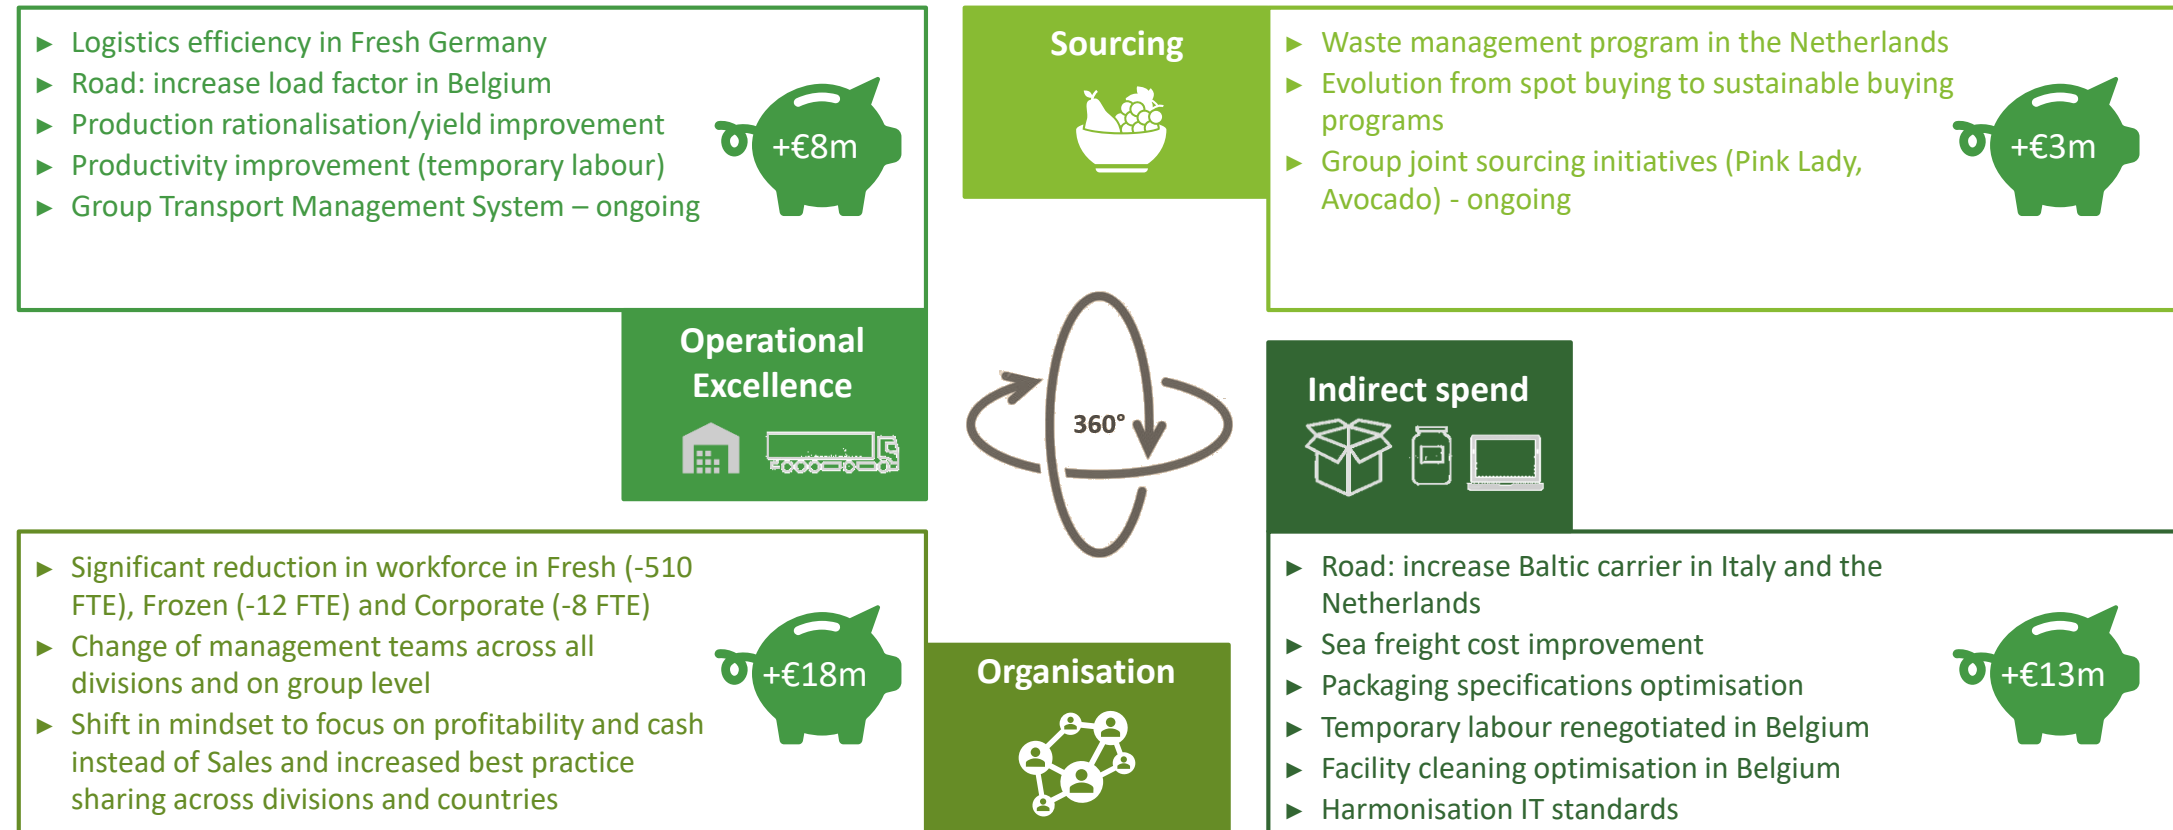 ► Logistics efficiency in Fresh Germany
► Road: increase load factor in Belgium
► Production rationalisation/yield improvement
► Productivity improvement (temporary labour)
► Group Transport Management System – ongoing
+€8m
Operational
Excellence
Sourcing
► Waste management program in the Netherlands
► Evolution from spot buying to sustainable buying
programs
► Group joint sourcing initiatives (Pink Lady,
Avocado) - ongoing
+€3m
360°
► Significant reduction in workforce in Fresh (-510
FTE), Frozen (-12 FTE) and Corporate (-8 FTE)
► Change of management teams across all
divisions and on group level
► Shift in mindset to focus on profitability and cash
instead of Sales and increased best practice
sharing across divisions and countries
+€18m
Organisation
Indirect spend
► Road: increase Baltic carrier in Italy and the
Netherlands
► Sea freight cost improvement
► Packaging specifications optimisation
► Temporary labour renegotiated in Belgium
► Facility cleaning optimisation in Belgium
► Harmonisation IT standards
+€13m